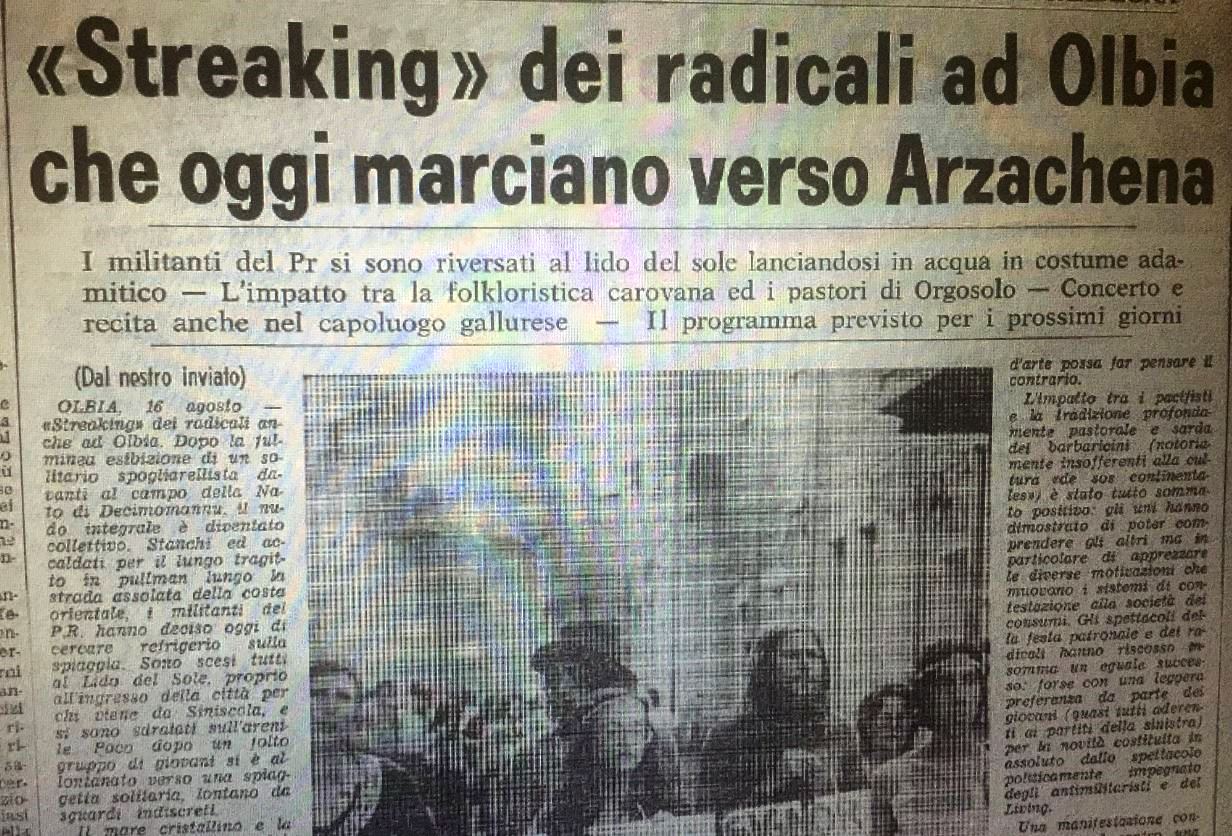 «Streaking» dei radicali ad Olbia
che oggi marciano verso Arzachena
I militanti del Pr si sono riversati al lido del sole lanciandosi in acqua in costume ada-
mitico — L'impatto tra la folkloristica carovana ed i pastori di Orgosolo — Concerto e
recita anche nel capoluogo gallurese — Il programma previsto per i prossimi giorni
(Dal nostro inviato)
OLBIA, 16 agosto —
«Streaking» dei radicali an-
che ad Olbia. Dopo la ful-
minea esibizione di un so-
litario spogliarellista da-
vanti al campo della Na-
to di Decimomannu, il nu-
do integrale è diventato
collettivo. Stanchi ed ac-
caldati per il lungo tragit-
to in pullman lungo la
strada assolata della costa
orientale, i militanti del
P.R. hanno deciso oggi di
cercare refrigerio sulla
spiaggia. Sono scesi tutti
al Lido del Sole, proprio
all'ingresso della città per
chi viene da Siniscola, e
si sono sdraiati sull'areni-
le. Poco dopo un folto
gruppo di giovani si è al-
lontanato verso una spiag-
getta solitaria, lontano da
sguardi indiscreti.
Il mare cristallino e la
d'arte possa far pensare il
contrario.
L'impatto tra i pacifisti
e la tradizione profonda-
mente pastorale e sarda
dei barbaricini (notoria-
mente insofferenti alla cul-
tura «de sos continenta-
les») è stato tutto somma-
to positivo: gli uni hanno
dimostrato di poter com-
prendere gli altri ma in
particolare di apprezzare
le diverse motivazioni che
muovono i sistemi di con-
testazione alla società dei
consumi. Gli spettacoli del-
la festa patronale e dei ra-
dicali hanno riscosso in-
somma un eguale succes-
so: forse con una leggera
preferenza da parte dei
giovani (quasi tutti aderen-
ti ai partiti della sinistra)
per la novità costituita in
assoluto dallo spettacolo
politicamente impegnato
degli antimilitaristi e del
Living.
Una manifestazione con-